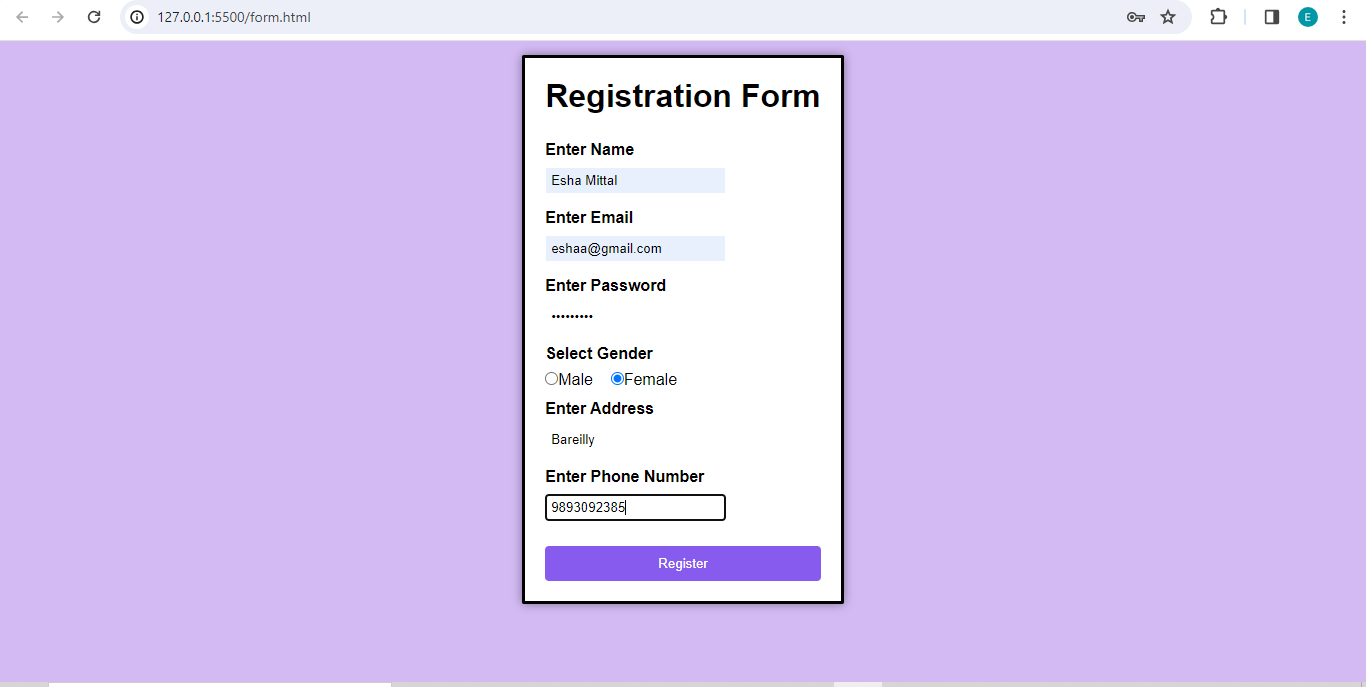 127.0.0.1:5500/form.html
E
Registration Form
Enter Name
Esha Mittal
Enter Email
eshaa@gmail.com
Enter Password
•••••••••
Select Gender
Male Female
Enter Address
Bareilly
Enter Phone Number
9893092385
Register